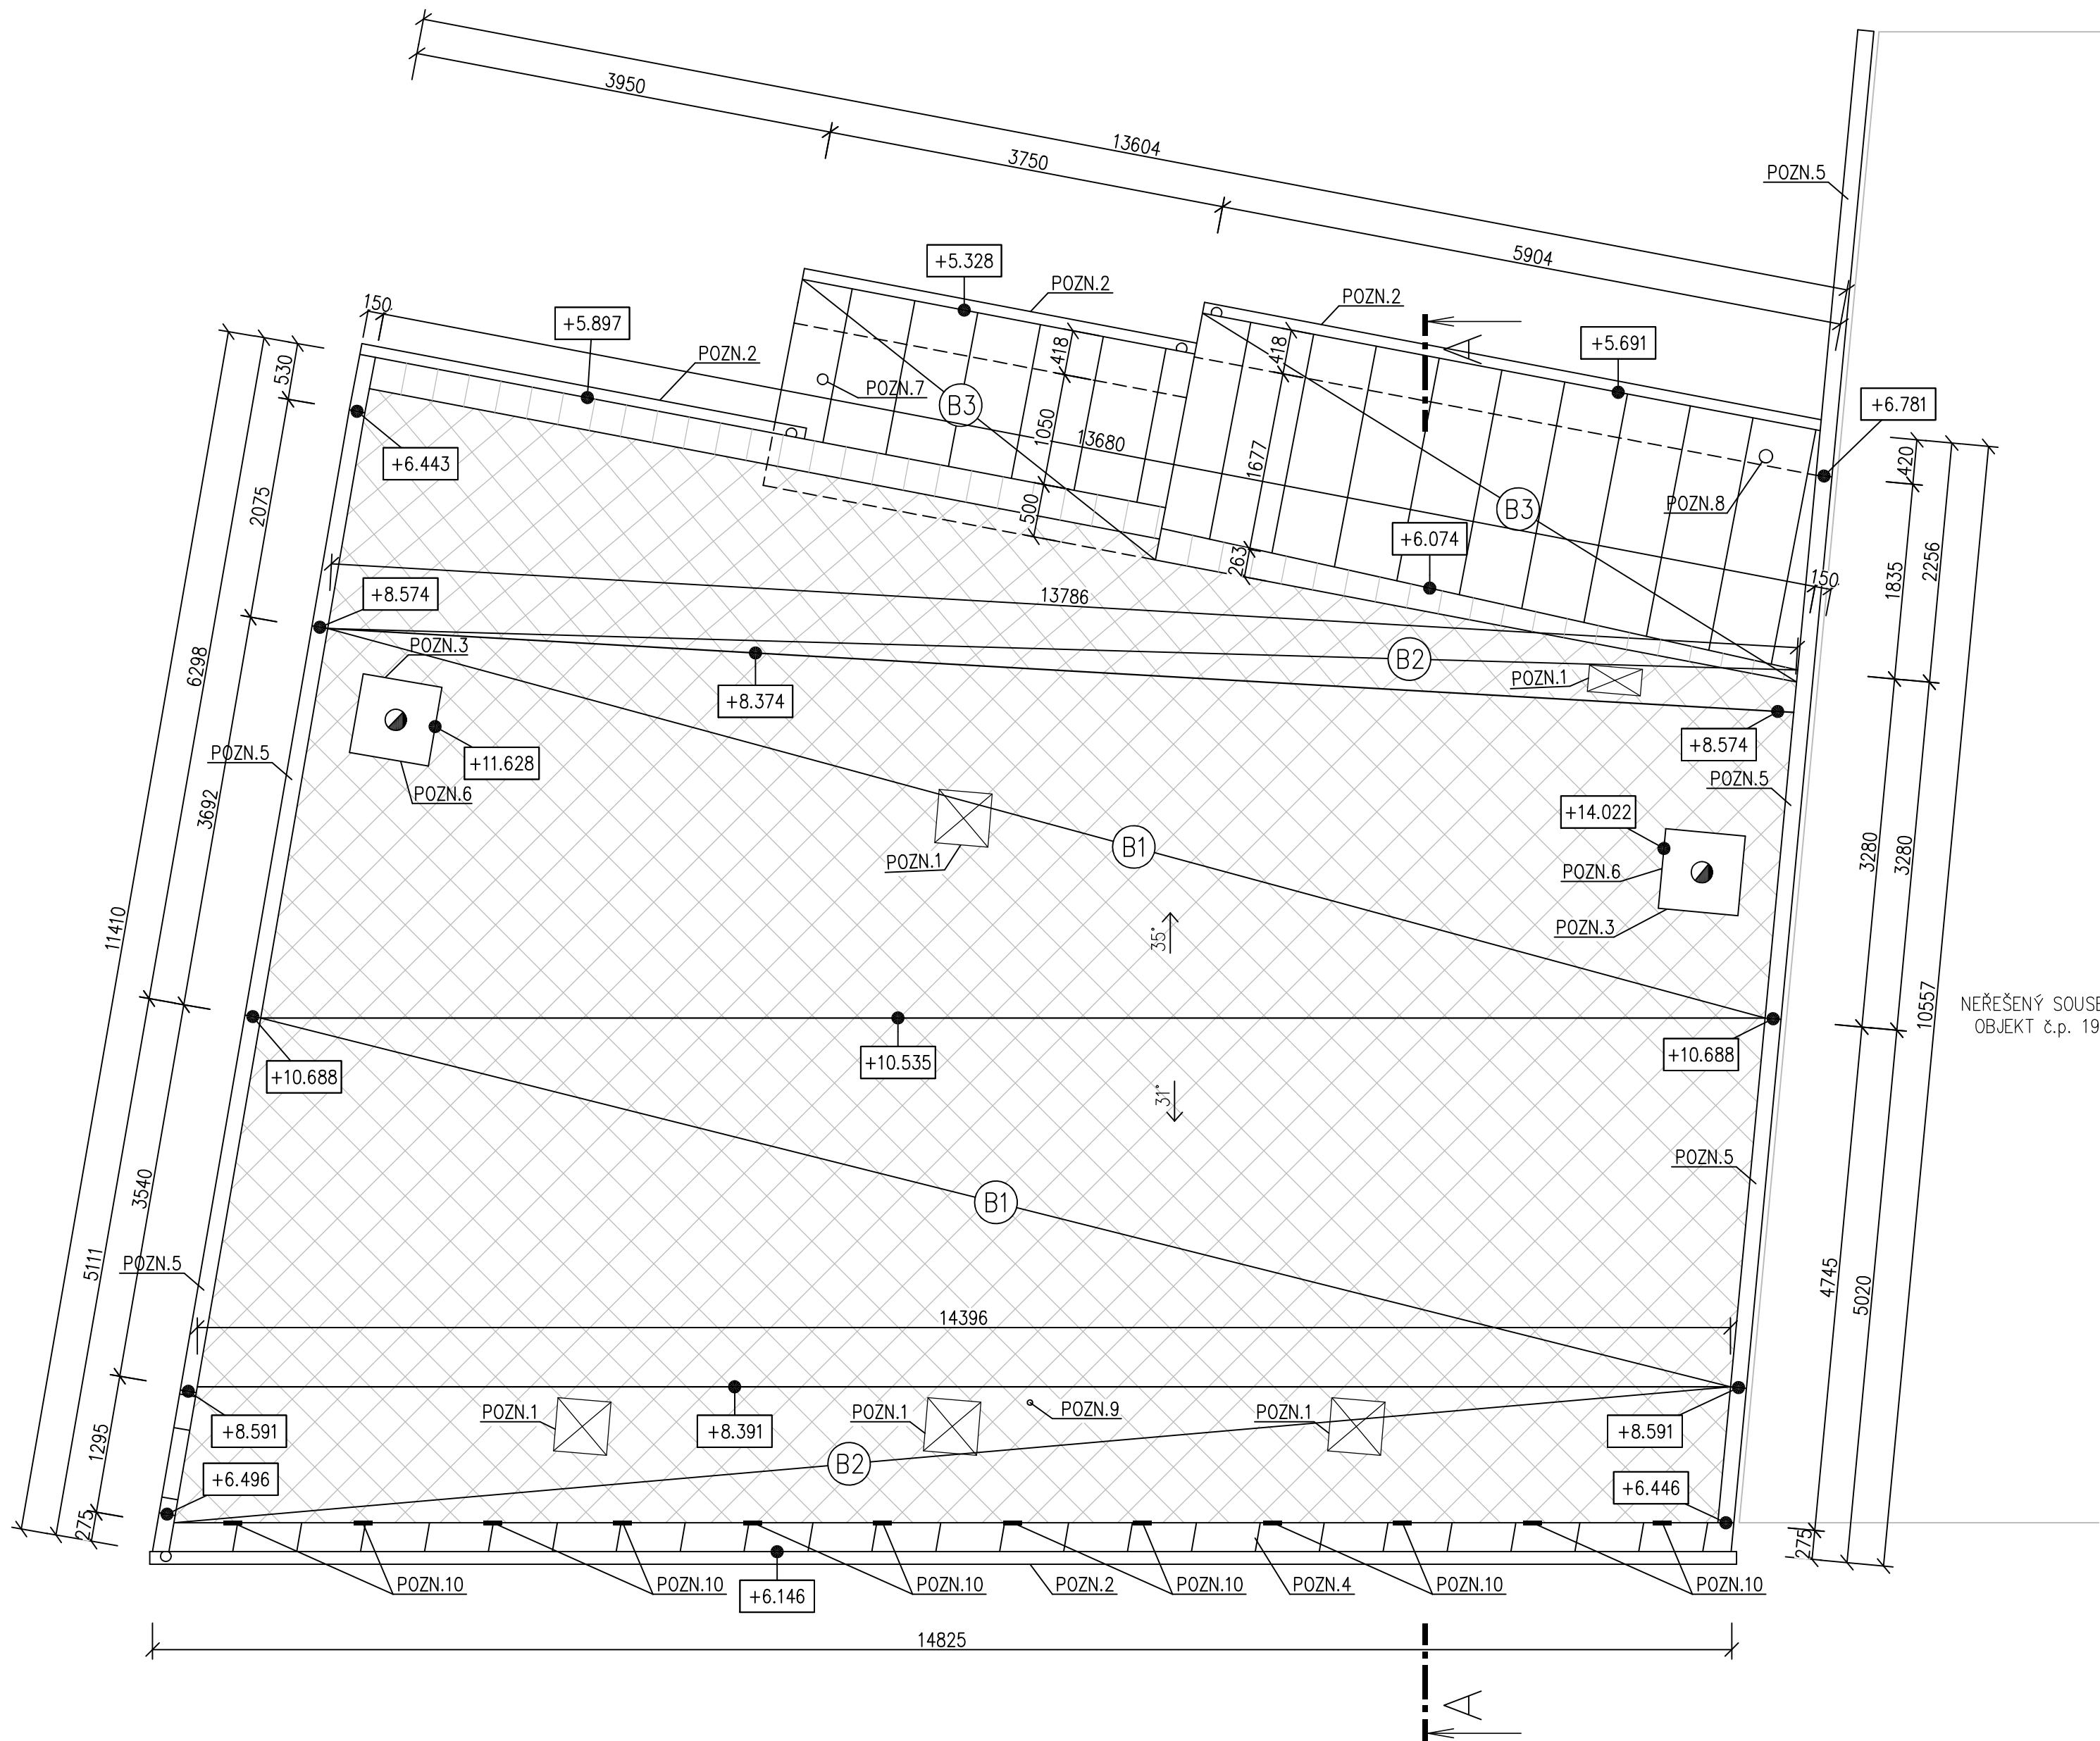 3950
13604
3750
5904
POZN.5
+5.328
POZN.2
150
+5.897
POZN.2
POZN.2
+5.691
A
+6.781
530
418
418
POZN.7
B3
+6.443
1050
13680
1677
420
2075
500
B3
POZN.8
2256
+6.074
263
1835
150
+8.574
13786
6298
POZN.3
B2
POZN.1
+8.374
+8.574
POZN.5
+11.628
POZN.5
POZN.6
3692
+14.022
B1
POZN.1
POZN.6
3280
3280
11410
POZN.3
35°
10557
NEŘEŠENÝ SOUSE
OBJEKT č.p. 19
+10.688
+10.535
+10.688
31°
POZN.5
3540
B1
5111
POZN.5
4745
5020
14396
POZN.1
POZN.1
POZN.9
POZN.1
+8.591
+8.391
+8.591
1295
B2
+6.496
+6.446
275
275
POZN.10
POZN.10
+6.146
POZN.10
POZN.2
POZN.10
POZN.4
POZN.10
POZN.10
14825
A